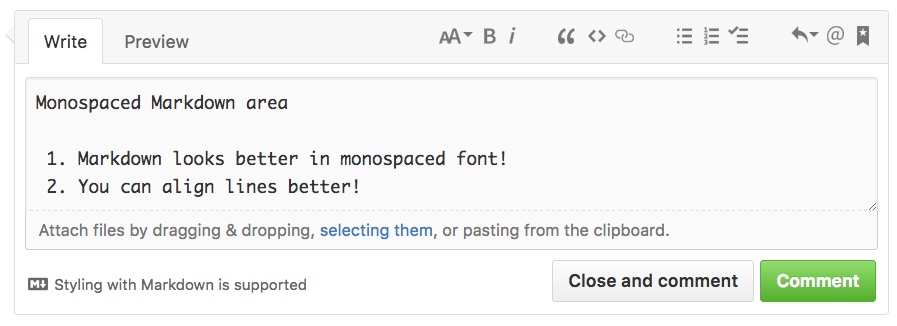 Write Preview AA B i @
Monospaced Markdown area
1. Markdown looks better in monospaced font!
2. You can align lines better!
Attach files by dragging & dropping, selecting them, or pasting from the clipboard.
M↓ Styling with Markdown is supported Close and comment Comment